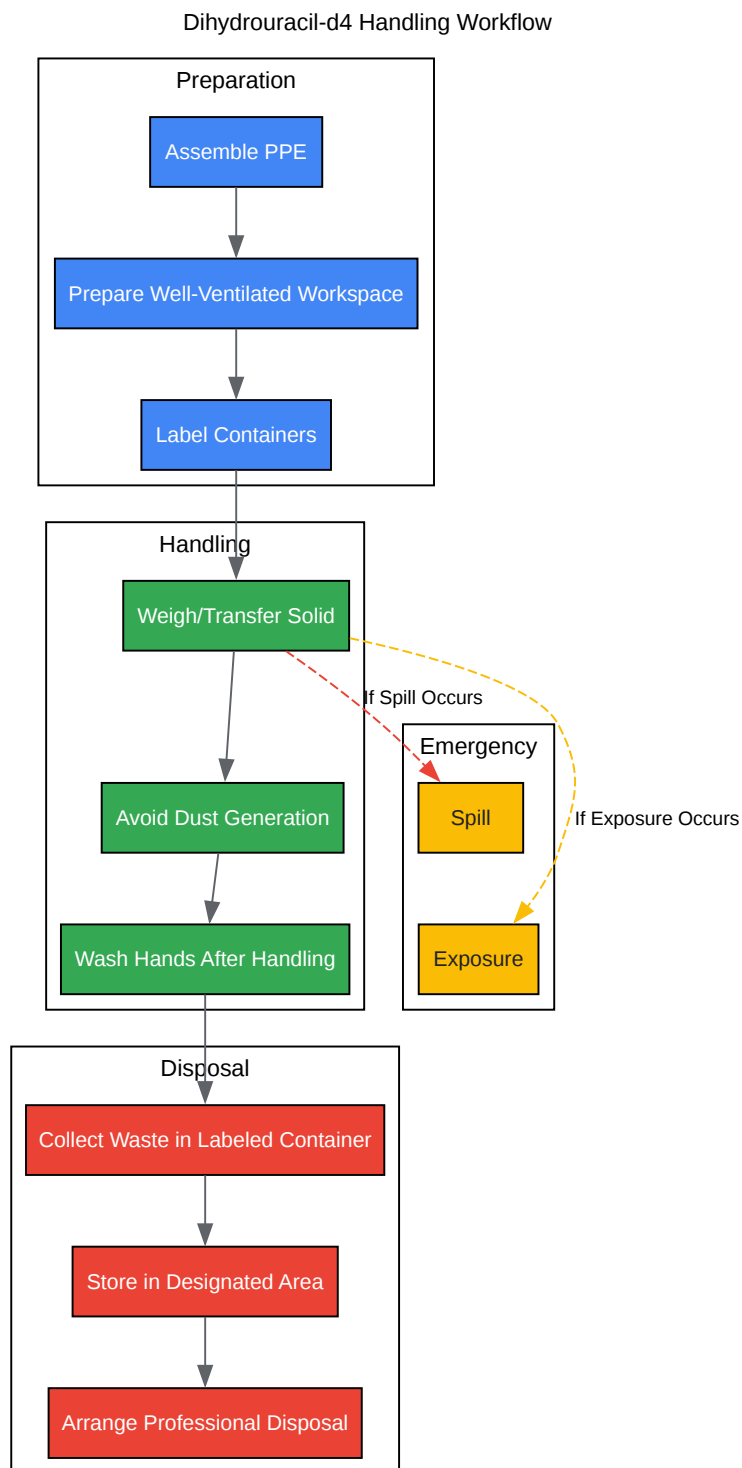 Dihydrouracil-d4 Handling Workflow
Preparation
Assemble PPE
Prepare Well-Ventilated Workspace
Label Containers
Handling
Weigh/Transfer Solid
If Spill Occurs
Emergency
Avoid Dust Generation
Spill
If Exposure Occurs
Wash Hands After Handling
Exposure
Disposal
Collect Waste in Labeled Container
Store in Designated Area
Arrange Professional Disposal